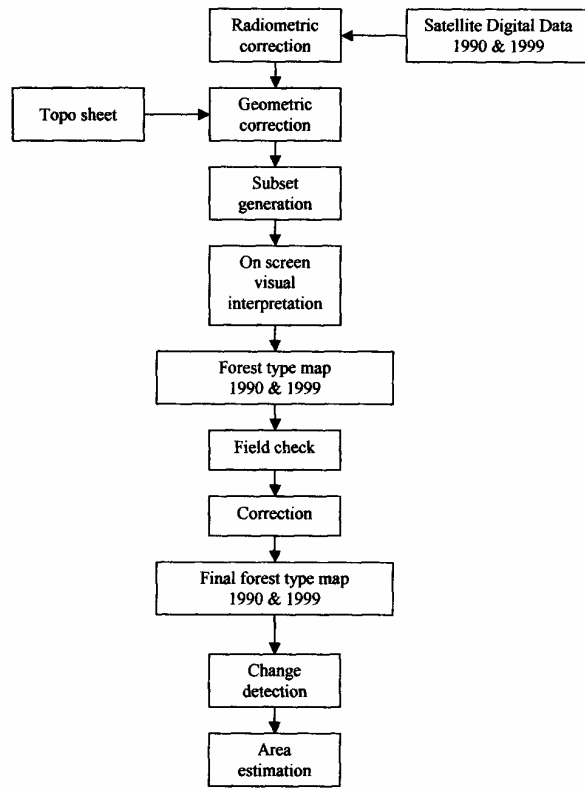 Radiometric
correction
Satellite Digital Data
1990 & 1999
Topo sheet
Geometric
correction
Subset
generation
On screen
visual
interpretation
Forest type map
1990 & 1999
Field check
Correction
Final forest type map
1990 & 1999
Change
detection
Area
estimation